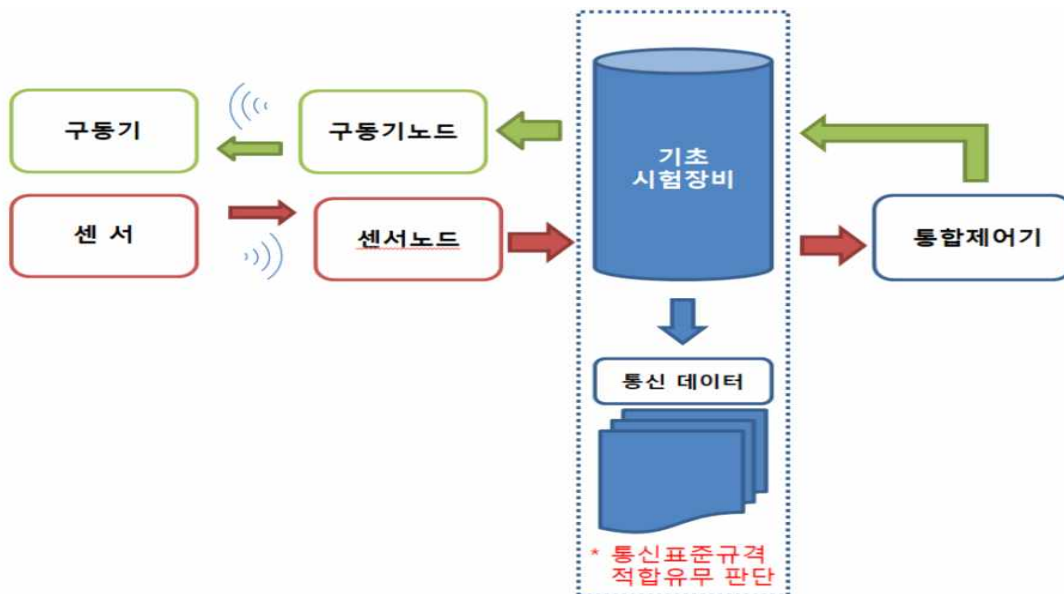 구동기
구동기노드
기초
시험장비
센 서
센서노드
통합제어기
통신 데이터
* 통신표준규격
적합유무 판단